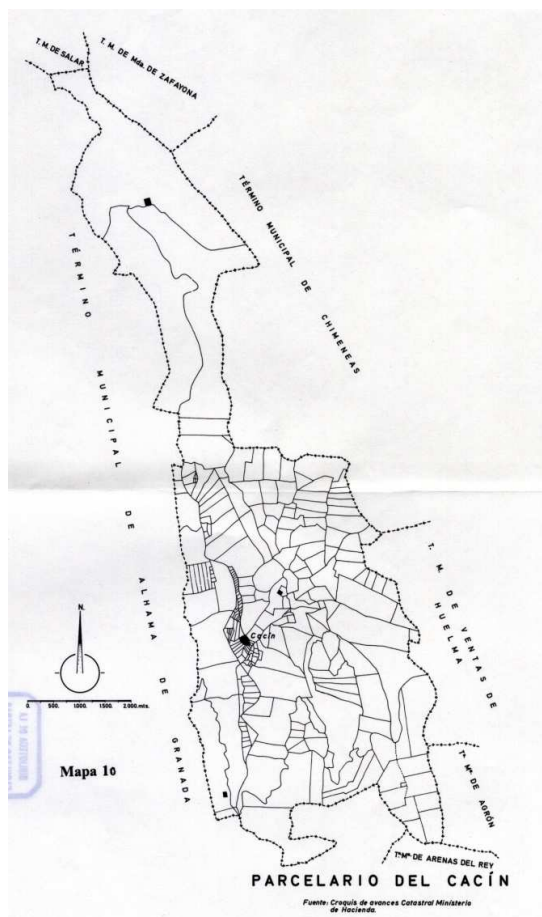 T. M. DE SALAR
T. M. DE Mda. DE ZAFAYONA
TÉRMINO MUNICIPAL DE CHIMENEAS
TÉRMINO MUNICIPAL DE ALHAMA DE GRANADA
T. M. DE VENTAS DE
HUELMA
Cacín
N.
0. 500. 1000. 1.500. 2.000.mts.
Mapa 10
Tº Mº DE AGRÓN
Tº Mº DE ARENAS DEL REY
PARCELARIO DEL CACÍN
Fuente: Croquis de avances Catastral Ministerio
de Hacienda.